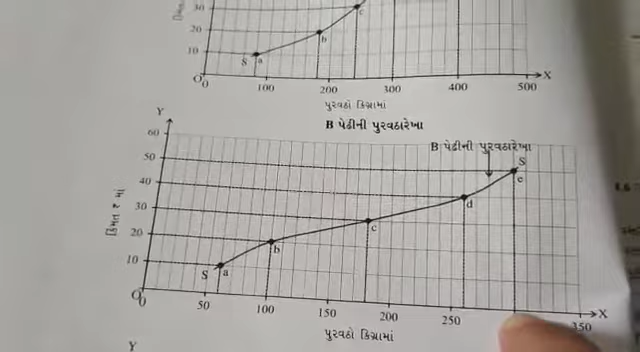 30
20
10
O
0
100
200
300
400
500
X
S a
b
c
પુરવઠો કિગ્રામાં
B પેઢીની પુરવઠારેખા
Y
60
50
40
30
20
10
O
0
50
100
150
200
250
350
X
કિંમત ₹ માં
B પેઢીની પુરવઠારેખા
S
e
d
c
b
S a
પુરવઠો કિગ્રામાં
Y